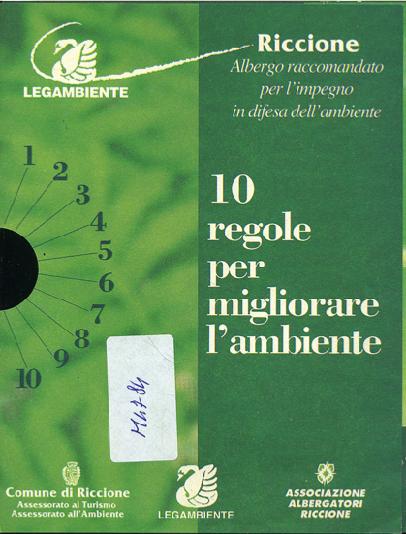 LEGAMBIENTE
Riccione
Albergo raccomandato
per l'impegno
in difesa dell'ambiente
1
2
3
4
5
6
7
8
9
10
10
regole
per
migliorare
l'ambiente
Comune di Riccione
Assessorato al Turismo
Assessorato all'Ambiente
LEGAMBIENTE
ASSOCIAZIONE
ALBERGATORI
RICCIONE